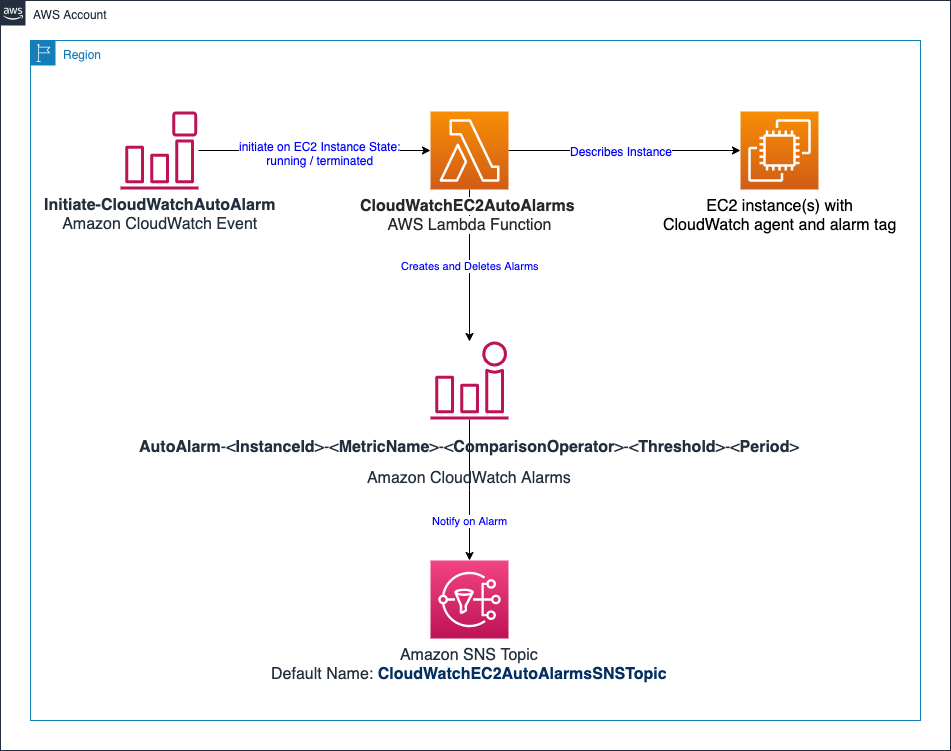 aws
AWS Account
Region
initiate on EC2 Instance State:
running / terminated
Describes Instance
Initiate-CloudWatchAutoAlarm
Amazon CloudWatch Event
CloudWatchEC2AutoAlarms
AWS Lambda Function
EC2 instance(s) with
CloudWatch agent and alarm tag
Creates and Deletes Alarms
AutoAlarm-<InstanceId>-<MetricName>-<ComparisonOperator>-<Threshold>-<Period>
Amazon CloudWatch Alarms
Notify on Alarm
Amazon SNS Topic
Default Name: CloudWatchEC2AutoAlarmsSNSTopic